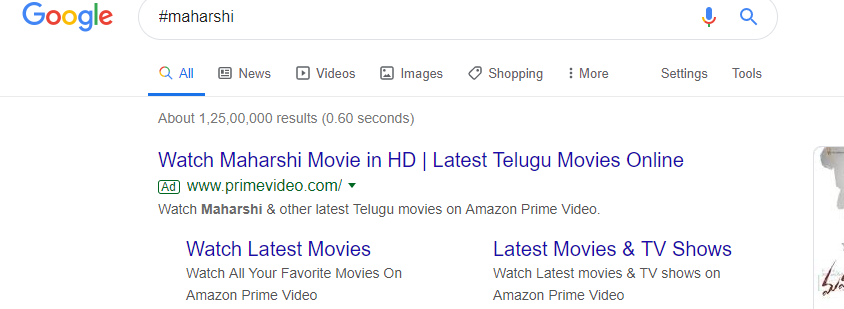 Google
#maharshi
All News Videos Images Shopping More Settings Tools
About 1,25,00,000 results (0.60 seconds)
Watch Maharshi Movie in HD | Latest Telugu Movies Online
Ad www.primevideo.com/
Watch Maharshi & other latest Telugu movies on Amazon Prime Video.
Watch Latest Movies
Watch All Your Favorite Movies On
Amazon Prime Video
Latest Movies & TV Shows
Watch Latest movies & TV shows on
Amazon Prime Video